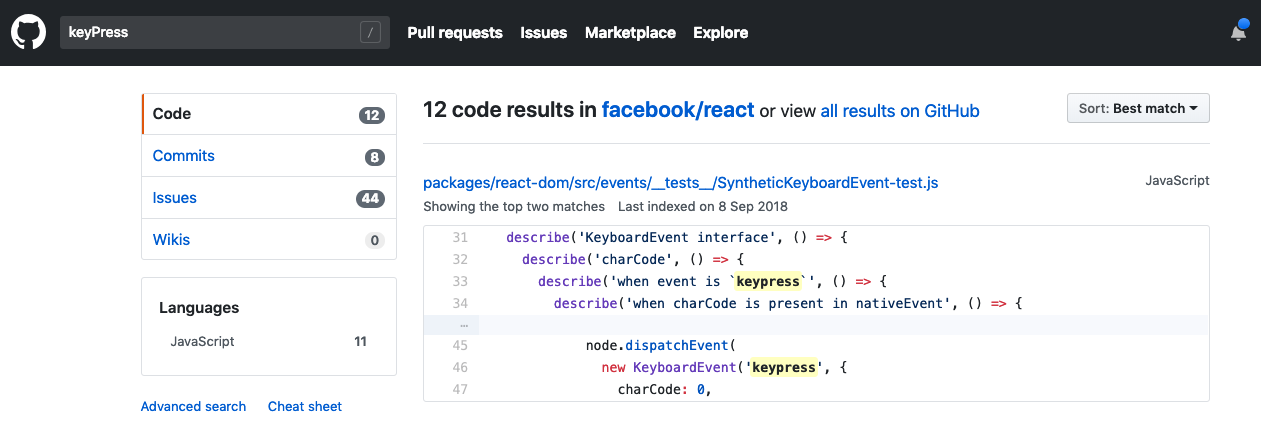 keyPress / Pull requests Issues Marketplace Explore
Code 12
Commits 8
Issues 44
Wikis 0
Languages
JavaScript 11
Advanced search Cheat sheet
12 code results in facebook/react or view all results on GitHub
Sort: Best match
packages/react-dom/src/events/__tests__/SyntheticKeyboardEvent-test.js
JavaScript
Showing the top two matches Last indexed on 8 Sep 2018
31 describe('KeyboardEvent interface', () => {
32 describe('charCode', () => {
33 describe('when event is `keypress`', () => {
34 describe('when charCode is present in nativeEvent', () => {
…
45 node.dispatchEvent(
46 new KeyboardEvent('keypress', {
47 charCode: 0,